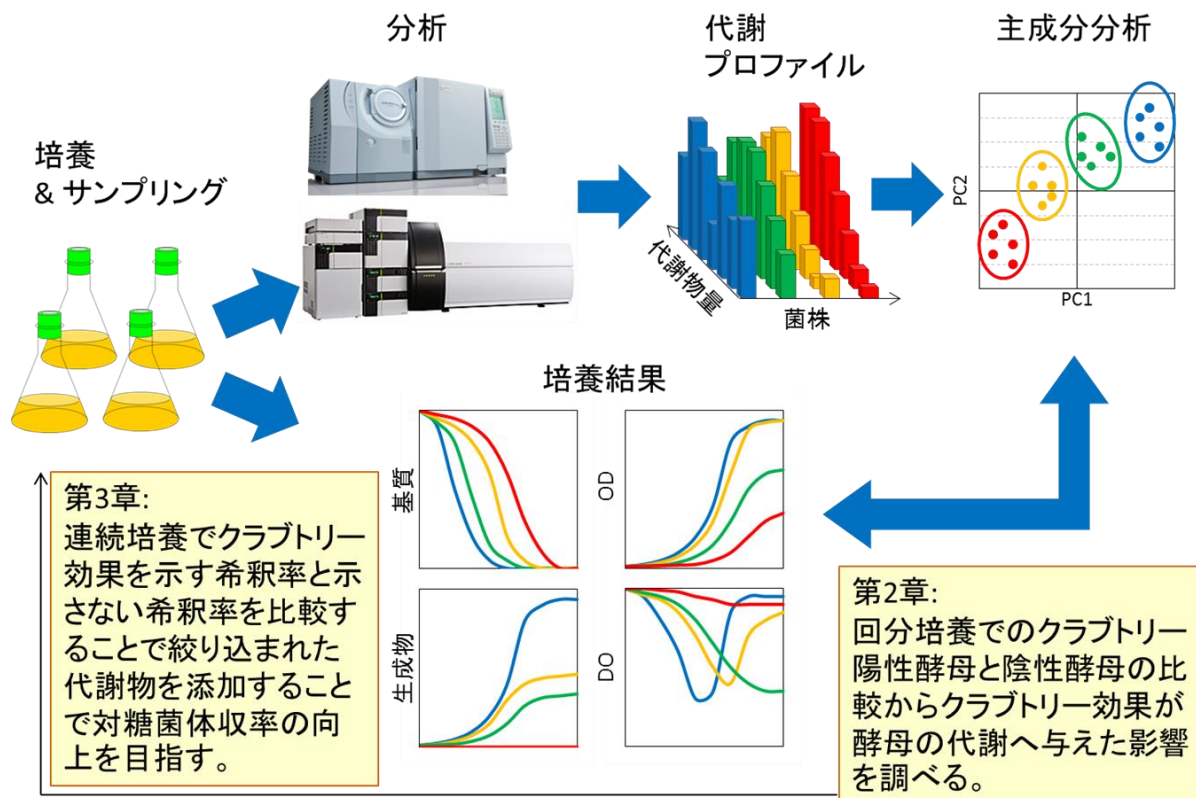 分析
代謝
プロファイル
主成分分析
培養
& サンプリング
代謝物量
菌株
PC2
PC1
培養結果
基質
OD
生成物
DO
第3章:
連続培養でクラブトリー
効果を示す希釈率と示
さない希釈率を比較す
ることで絞り込まれた
代謝物を添加すること
で対糖菌体収率の向
上を目指す。
第2章:
回分培養でのクラブトリー
陽性酵母と陰性酵母の比
較からクラブトリー効果が
酵母の代謝へ与えた影響
を調べる。